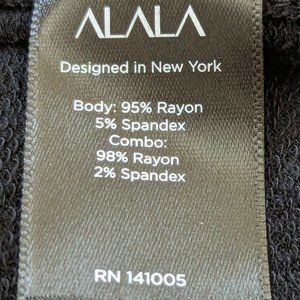 ALALA
Designed in New York
Body: 95% Rayon
5% Spandex
Combo:
98% Rayon
2% Spandex
RN 141005